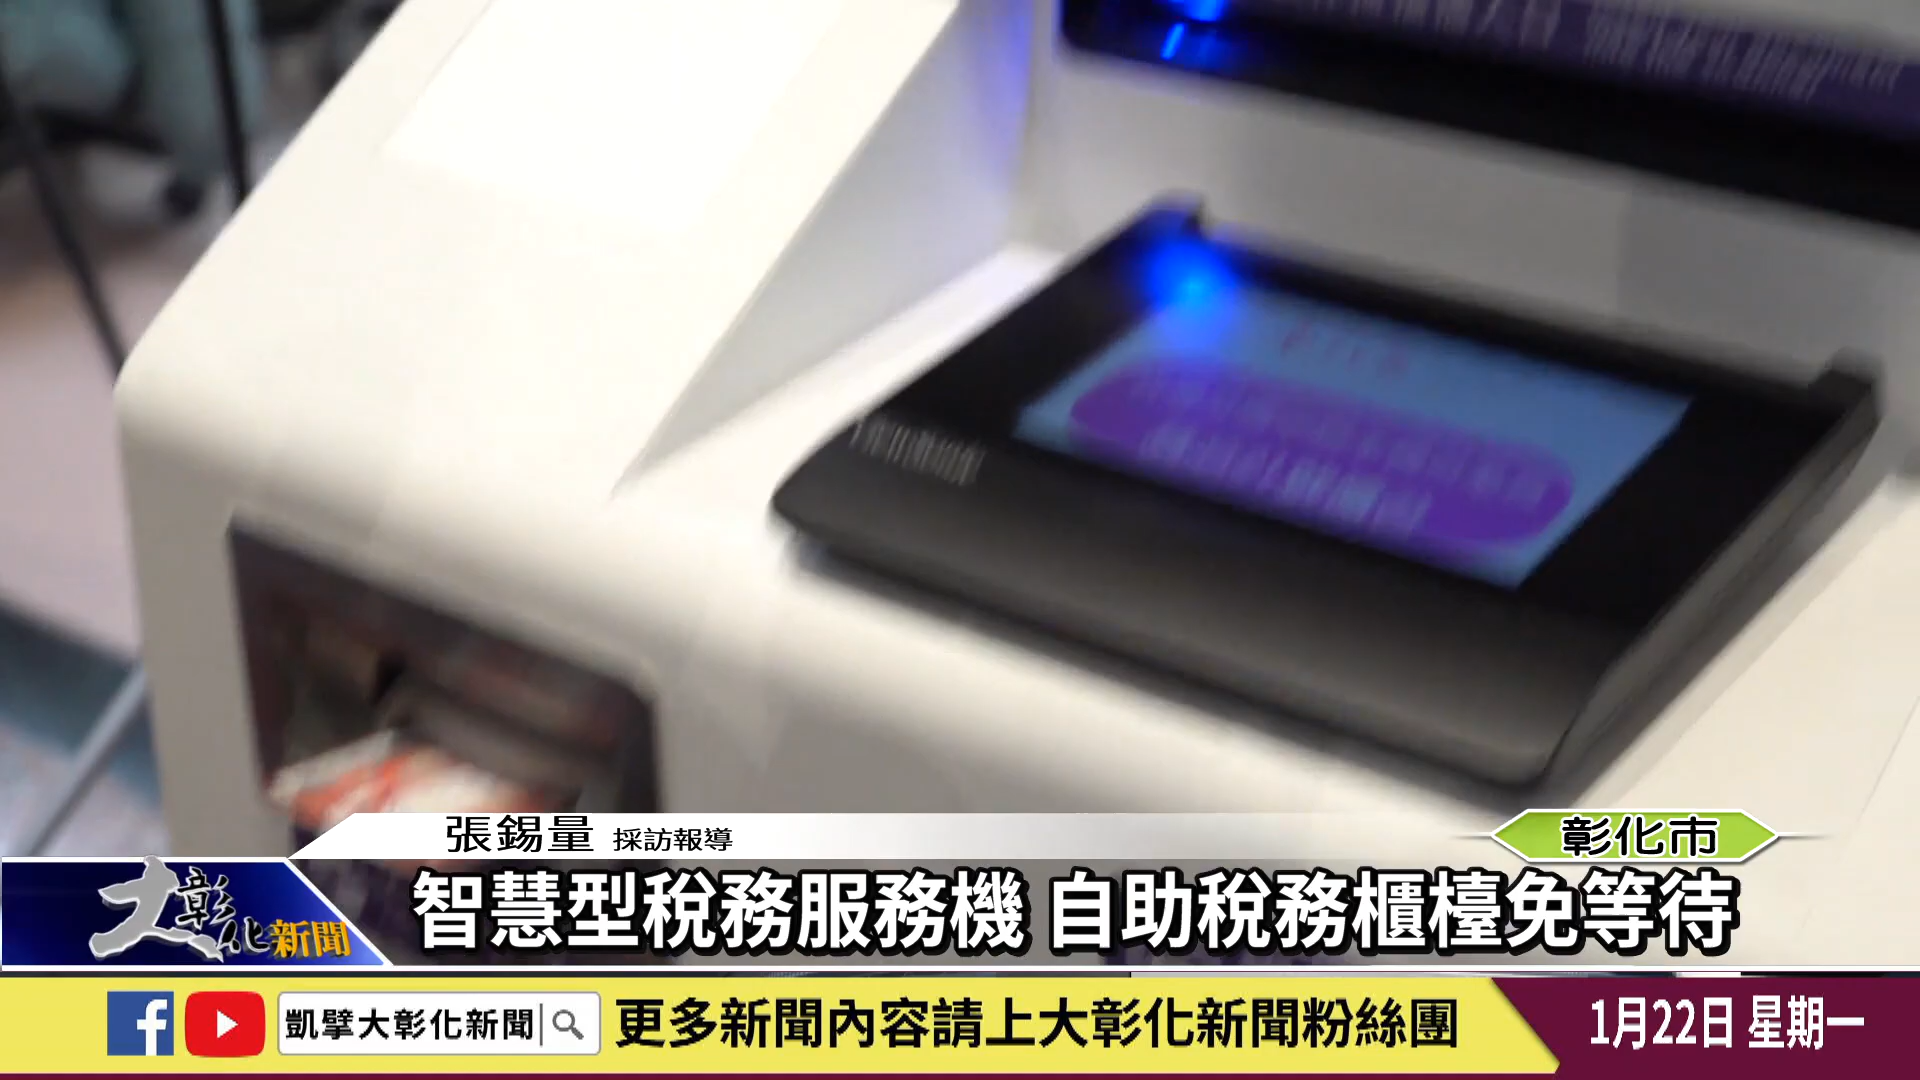 張錫量 採訪報導
彰化市
大彰化新聞
智慧型稅務服務機 自助稅務櫃檯免等待
凱擘大彰化新聞
更多新聞內容請上大彰化新聞粉絲團
1月22日 星期一